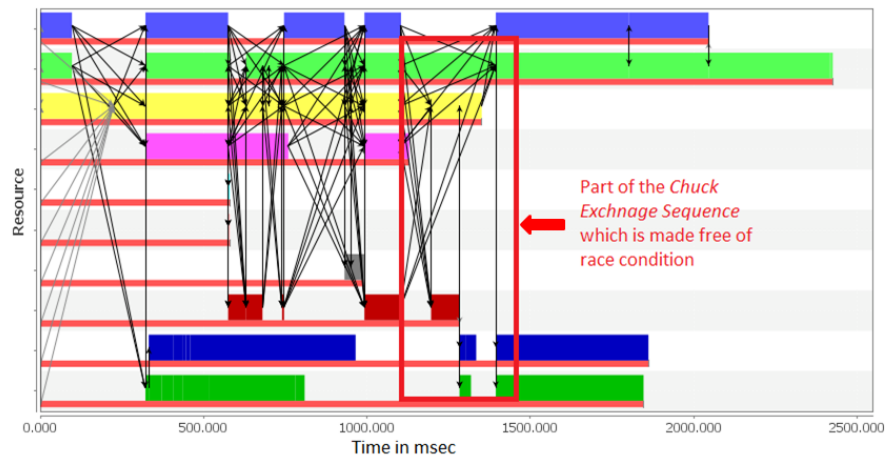 Resource
Part of the Chuck
Exchnage Sequence
which is made free of
race condition
0.000 500.000 1000.000 1500.000 2000.000 2500.000
Time in msec